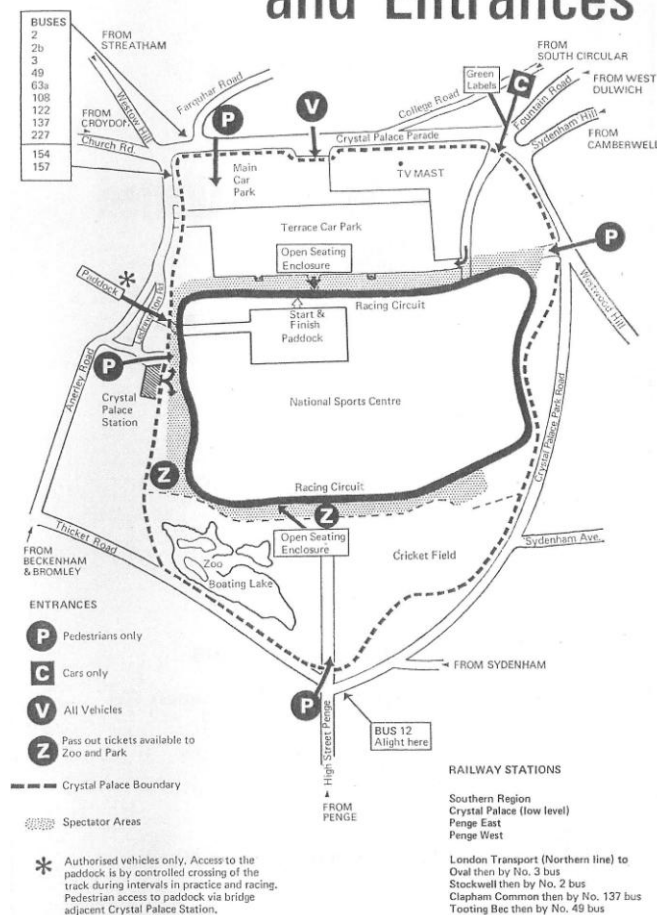 and Entrances
BUSES
2
2b
3
49
63a
108
122
137
227
154
157
FROM
STREATHAM
Westow Hill
Farquhar Road
FROM
CROYDON
Church Rd.
P
V
Green
Labels
C
FROM
SOUTH CIRCULAR
College Road
Fountain Road
FROM WEST
DULWICH
Sydenham Hill
FROM
CAMBERWELL
Crystal Palace Parade
Main
Car
Park
TV MAST
Terrace Car Park
P
Open Seating
Enclosure
Westwood Hill
Paddock
*
Ledrington Rd
Racing Circuit
Start &
Finish
Paddock
P
Anerley Road
Crystal
Palace
Station
National Sports Centre
Crystal Palace Park Road
Z
Racing Circuit
Z
Open Seating
Enclosure
Thicket Road
FROM
BECKENHAM
& BROMLEY
Zoo
Boating Lake
Cricket Field
Sydenham Ave.
FROM SYDENHAM
P
BUS 12
Alight here
High Street Penge
FROM
PENGE
ENTRANCES
P Pedestrians only
C Cars only
V All Vehicles
Z Pass out tickets available to
Zoo and Park
Crystal Palace Boundary
Spectator Areas
* Authorised vehicles only. Access to the
paddock is by controlled crossing of the
track during intervals in practice and racing.
Pedestrian access to paddock via bridge
adjacent Crystal Palace Station.
RAILWAY STATIONS
Southern Region
Crystal Palace (low level)
Penge East
Penge West
London Transport (Northern line) to
Oval then by No. 3 bus
Stockwell then by No. 2 bus
Clapham Common then by No. 137 bus
Tooting Bec then by No. 49 bus